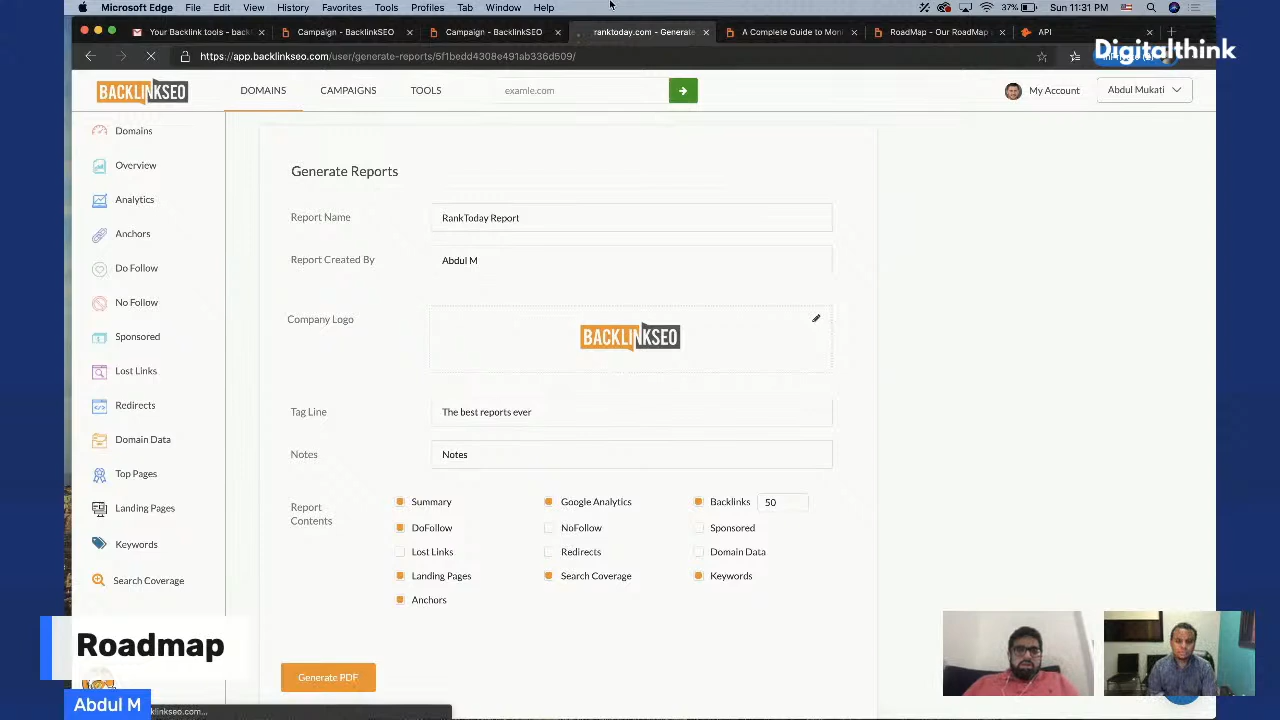 Microsoft Edge File Edit View History Favorites Tools Profiles Tab Window Help 37% Sun 11:31 PM
Your Backlink tools - back Campaign - BacklinkSEO Campaign - BacklinkSEO ranktoday.com - Generate A Complete Guide to Mon RoadMap - Our RoadMap API
https://app.backlinkseo.com/user/generate-reports/5f1bedd4308e491ab3636d509/
Digitalthink
BACKLINKSEO DOMAINS CAMPAIGNS TOOLS examle.com My Account Abdul Mukati
Domains
Overview
Analytics
Anchors
Do Follow
No Follow
Sponsored
Lost Links
Redirects
Domain Data
Top Pages
Landing Pages
Keywords
Search Coverage
Generate Reports
Report Name RankToday Report
Report Created By Abdul M
Company Logo BACKLINKSEO
Tag Line The best reports ever
Notes Notes
Report
Contents
Summary Google Analytics Backlinks 50
DoFollow NoFollow Sponsored
Lost Links Redirects Domain Data
Landing Pages Search Coverage Keywords
Anchors
Generate PDF
Roadmap
Abdul M
klinkseo.com...